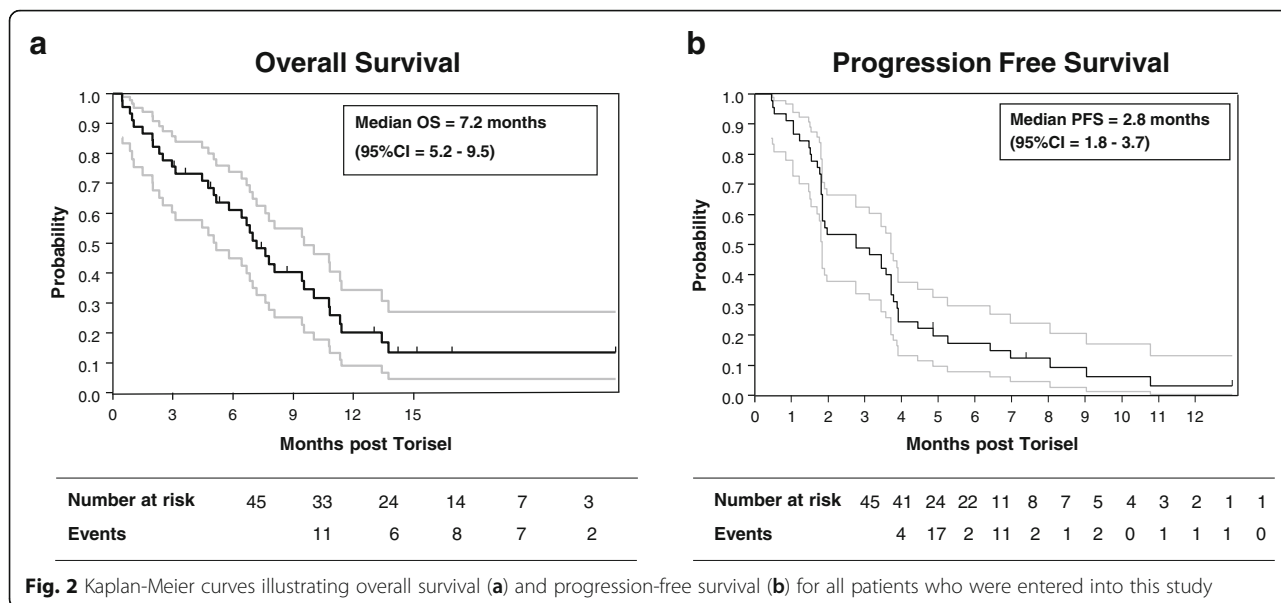 a
Overall Survival
Probability
1.0
0.9
0.8
0.7
0.6
0.5
0.4
0.3
0.2
0.1
0.0
Median OS = 7.2 months
(95%CI = 5.2 - 9.5)
0 3 6 9 12 15
Months post Torisel
Number at risk 45 33 24 14 7 3
Events 11 6 8 7 2
b
Progression Free Survival
Probability
1.0
0.9
0.8
0.7
0.6
0.5
0.4
0.3
0.2
0.1
0.0
Median PFS = 2.8 months
(95%CI = 1.8 - 3.7)
0 1 2 3 4 5 6 7 8 9 10 11 12
Months post Torisel
Number at risk 45 41 24 22 11 8 7 5 4 3 2 1 1
Events 4 17 2 11 2 1 2 0 1 1 1 0
Fig. 2 Kaplan-Meier curves illustrating overall survival (a) and progression-free survival (b) for all patients who were entered into this study